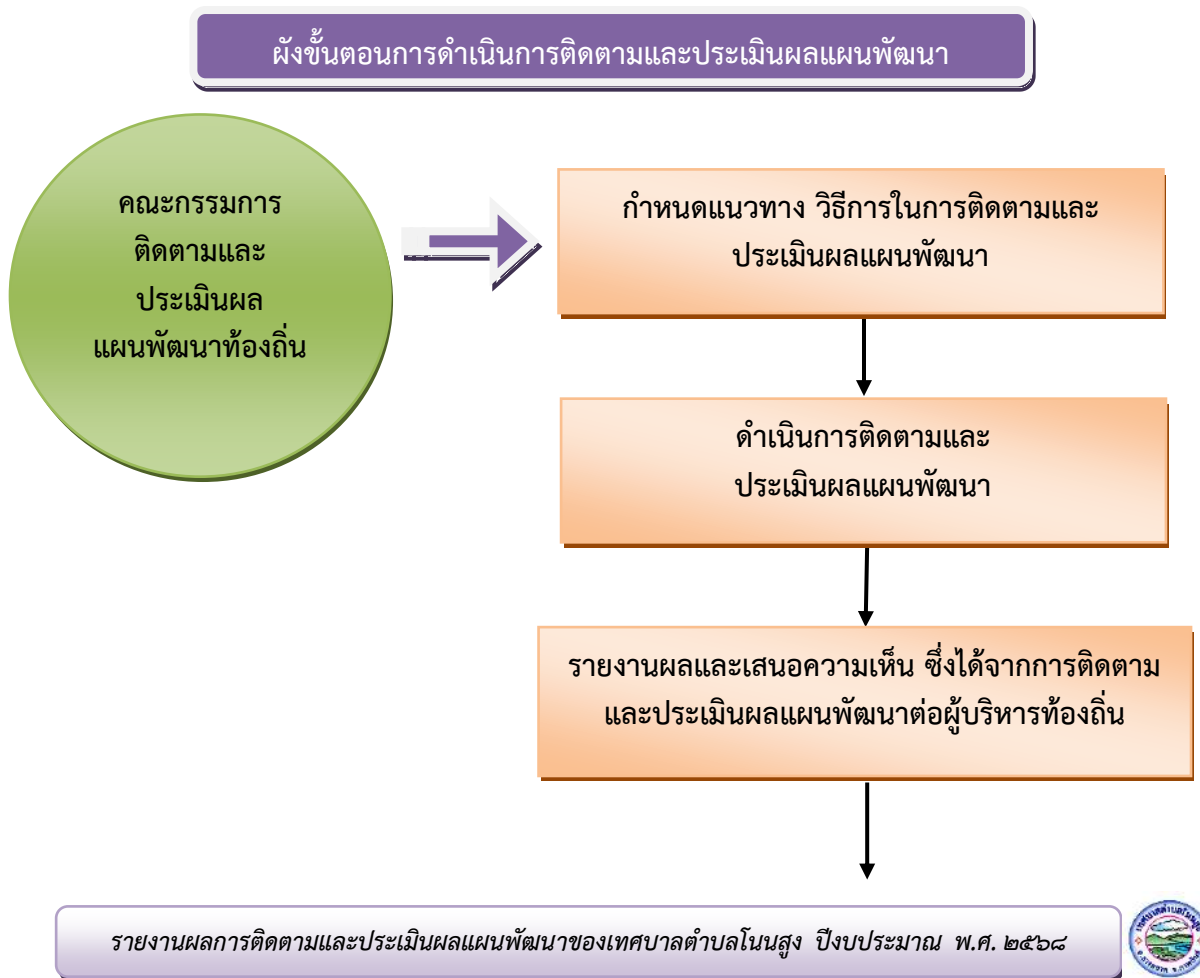 ผังขั้นตอนการดำเนินการติดตามและประเมินผลแผนพัฒนา
คณะกรรมการ
ติดตามและ
ประเมินผล
แผนพัฒนาท้องถิ่น
กำหนดแนวทาง วิธีการในการติดตามและ
ประเมินผลแผนพัฒนา
ดำเนินการติดตามและ
ประเมินผลแผนพัฒนา
รายงานผลและเสนอความเห็น ซึ่งได้จากการติดตาม
และประเมินผลแผนพัฒนาต่อผู้บริหารท้องถิ่น
รายงานผลการติดตามและประเมินผลแผนพัฒนาของเทศบาลตำบลโนนสูง ปีงบประมาณ พ.ศ. ๒๕๖๘
เทศบาลตำบลโนนสูง